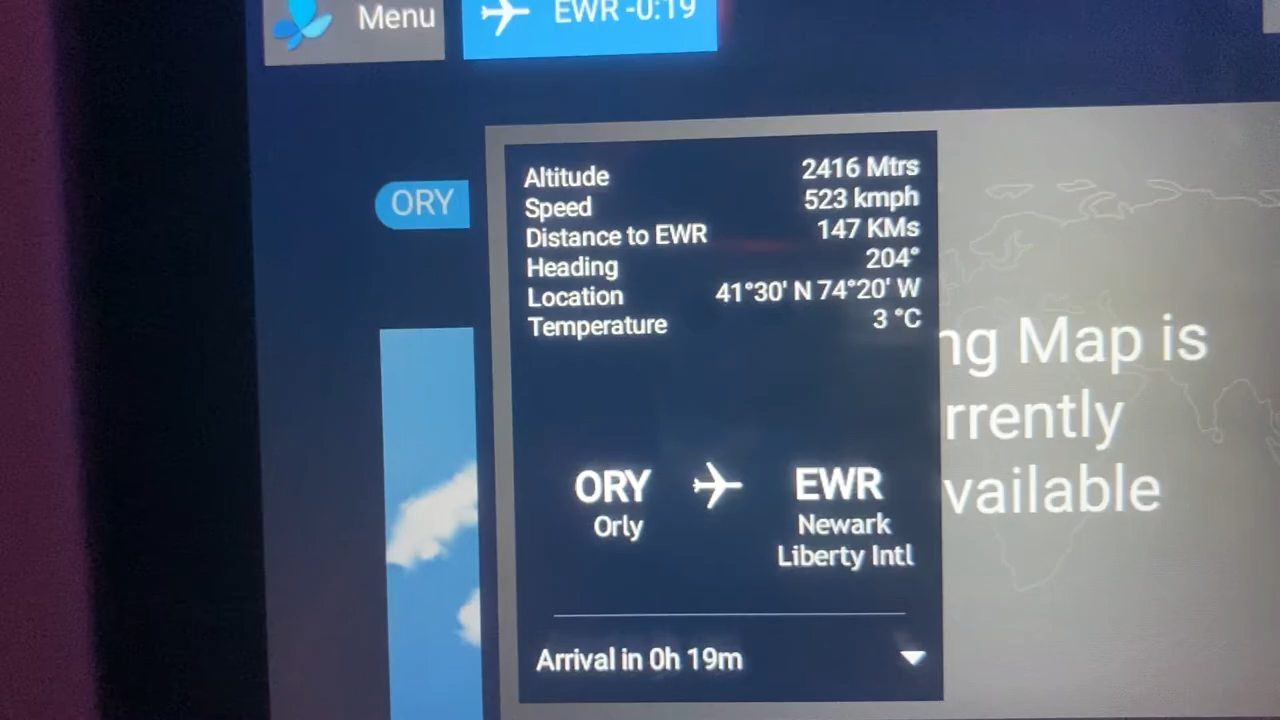 Menu
EWR -0:19
ORY
Altitude 2416 Mtrs
Speed 523 kmph
Distance to EWR 147 KMs
Heading 204°
Location 41°30' N 74°20' W
Temperature 3 °C
ng Map is
rrently
vailable
ORY EWR
Orly Newark
Liberty Intl
Arrival in 0h 19m